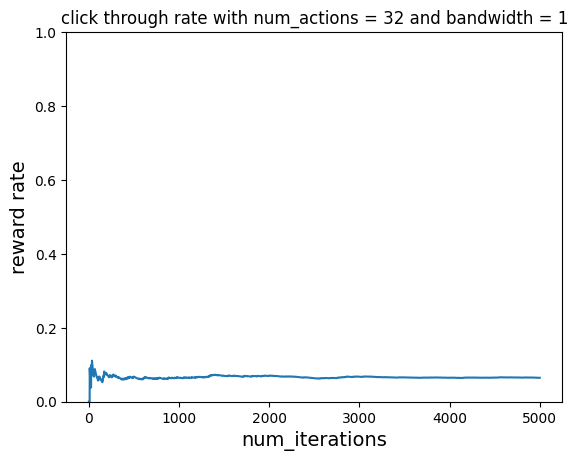 click through rate with num_actions = 32 and bandwidth = 1
1.0
0.8
0.6
0.4
0.2
0.0
reward rate
0 1000 2000 3000 4000 5000
num_iterations